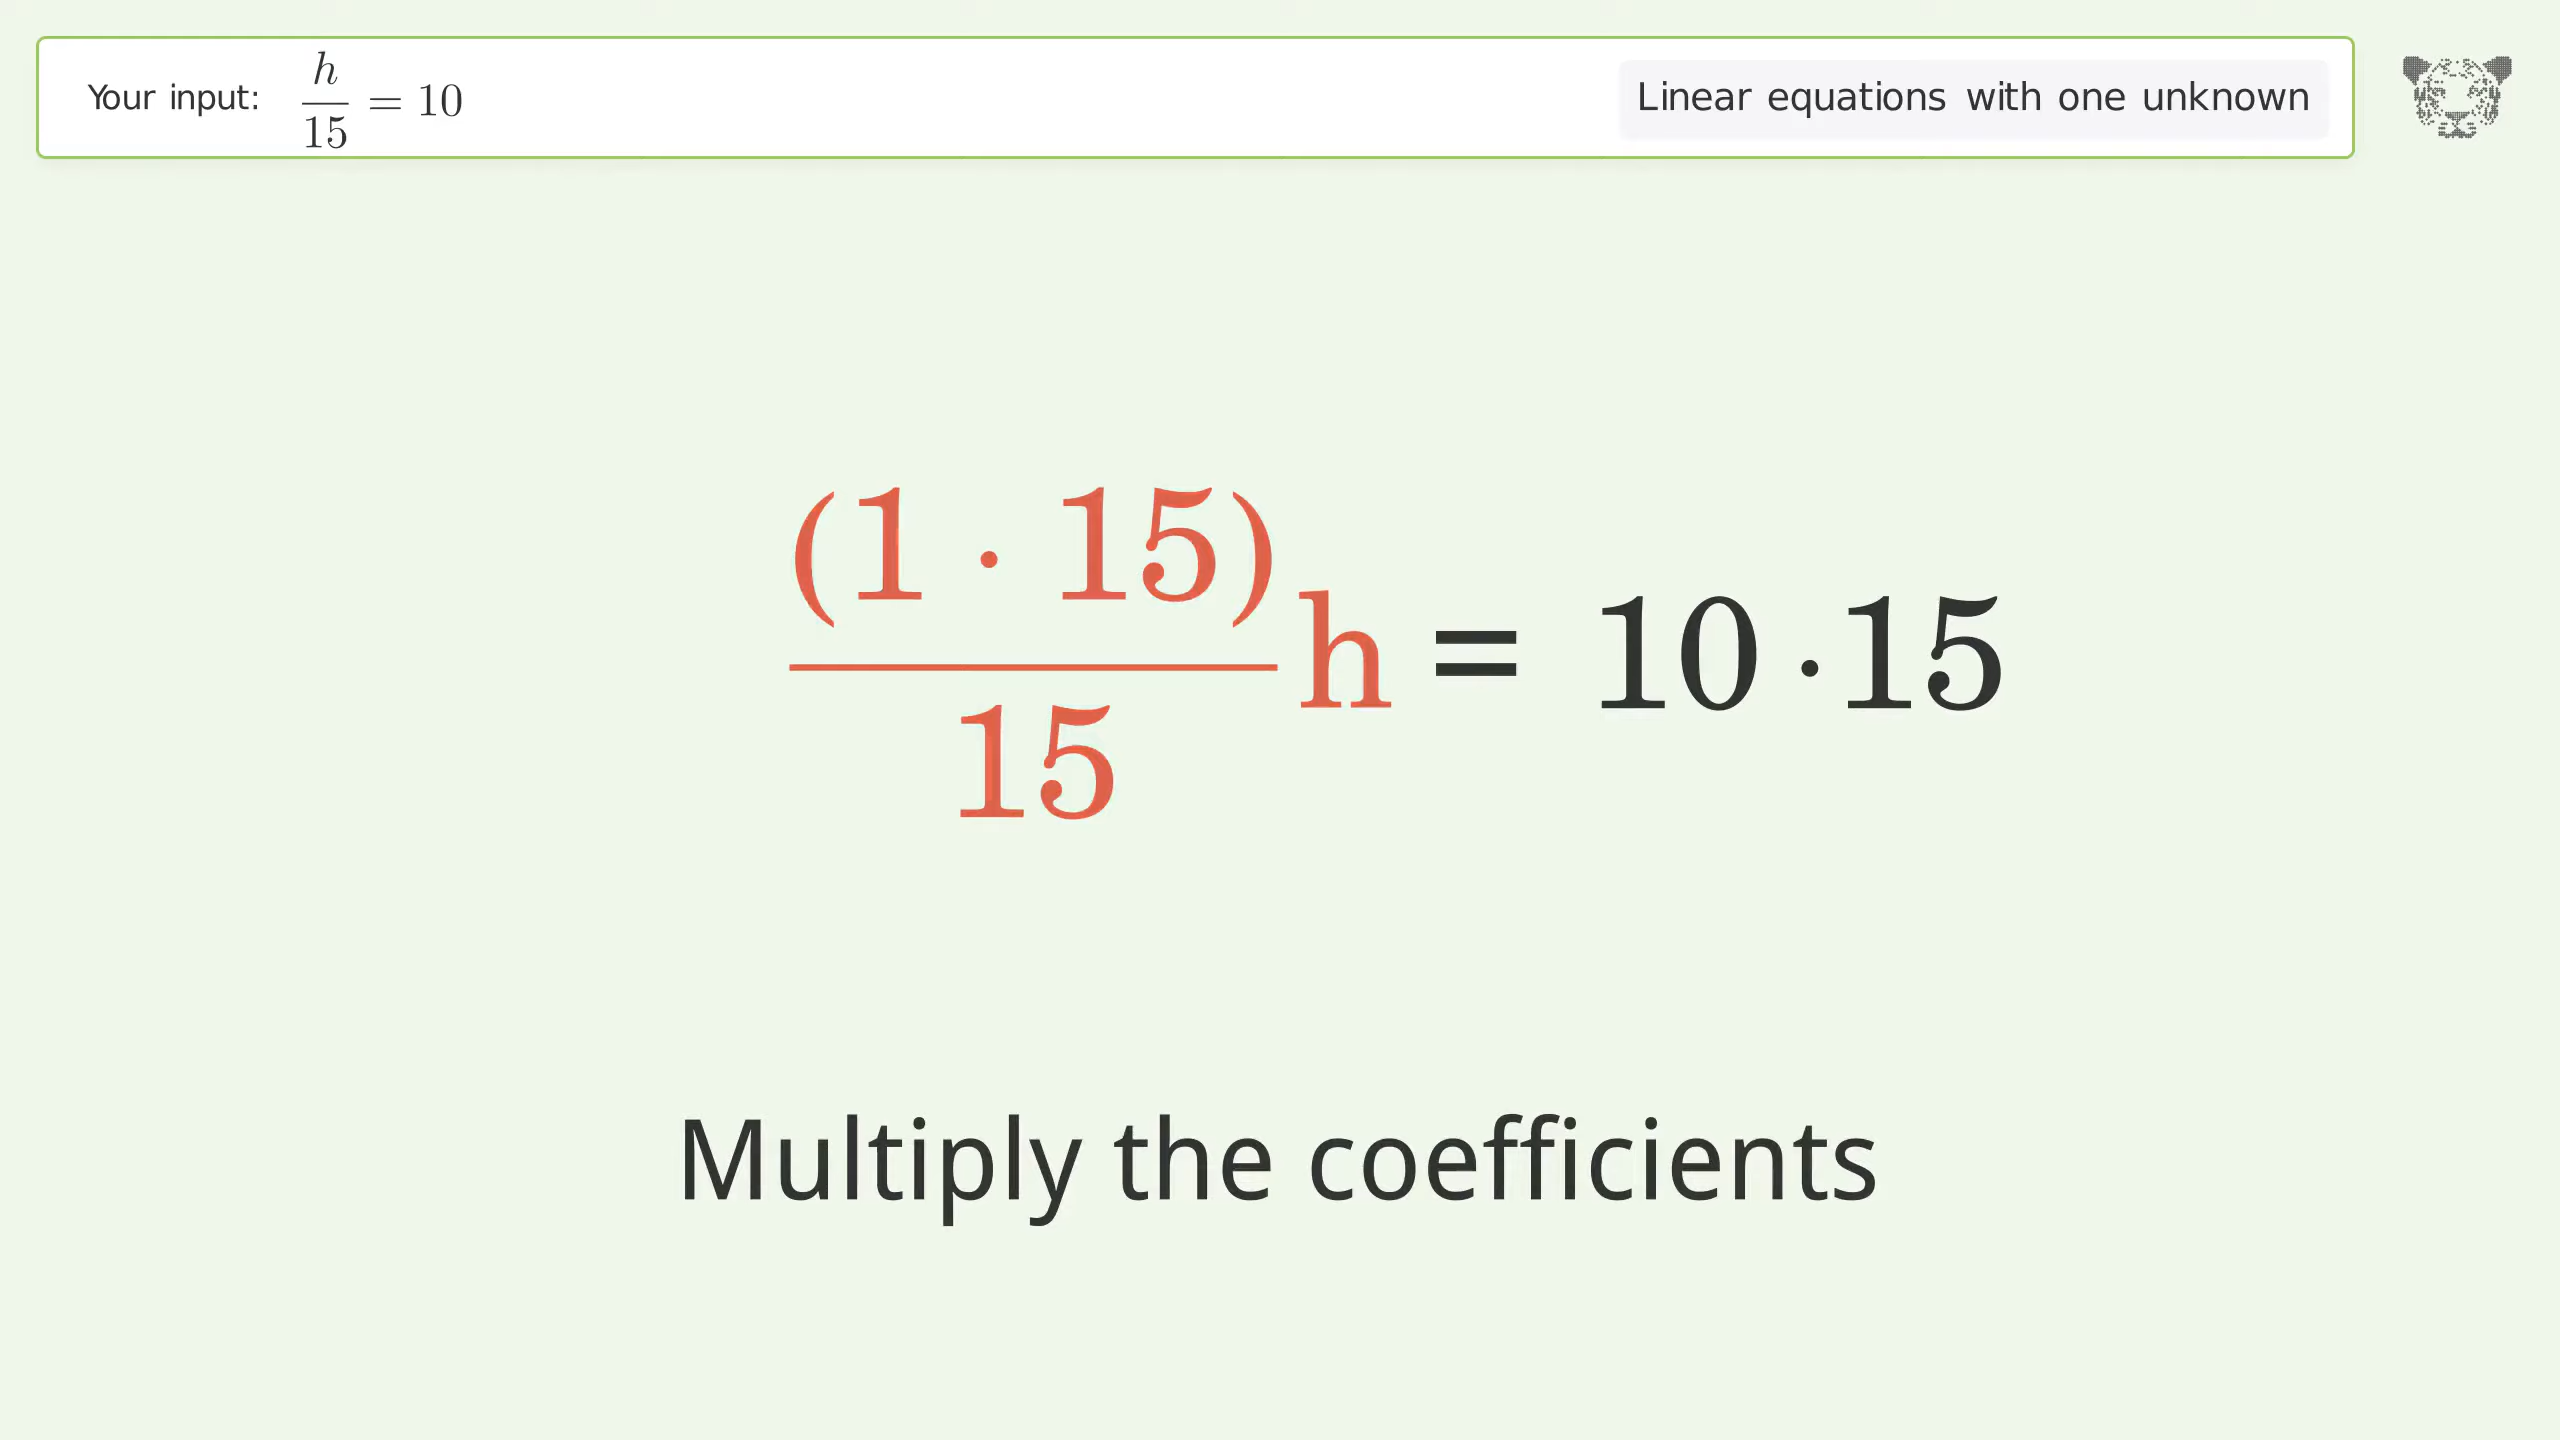 Your input: h/15 = 10
Linear equations with one unknown
(1 · 15)/15 h = 10 · 15
Multiply the coefficients